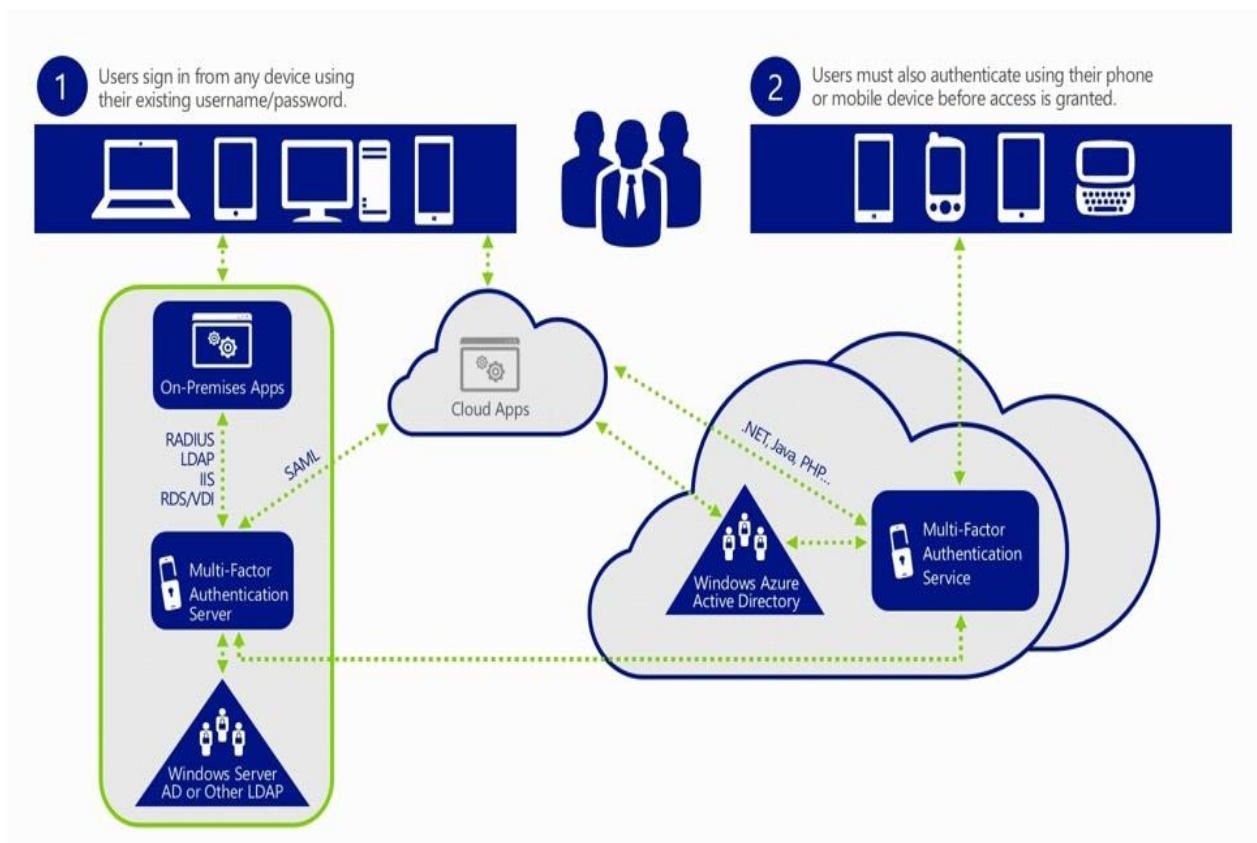 1
Users sign in from any device using
their existing username/password.
2
Users must also authenticate using their phone
or mobile device before access is granted.
On-Premises Apps
Cloud Apps
RADIUS
LDAP
IIS
RDS/VDI
SAML
.NET, Java, PHP...
Multi-Factor
Authentication
Server
Windows Azure
Active Directory
Multi-Factor
Authentication
Service
Windows Server
AD or Other LDAP